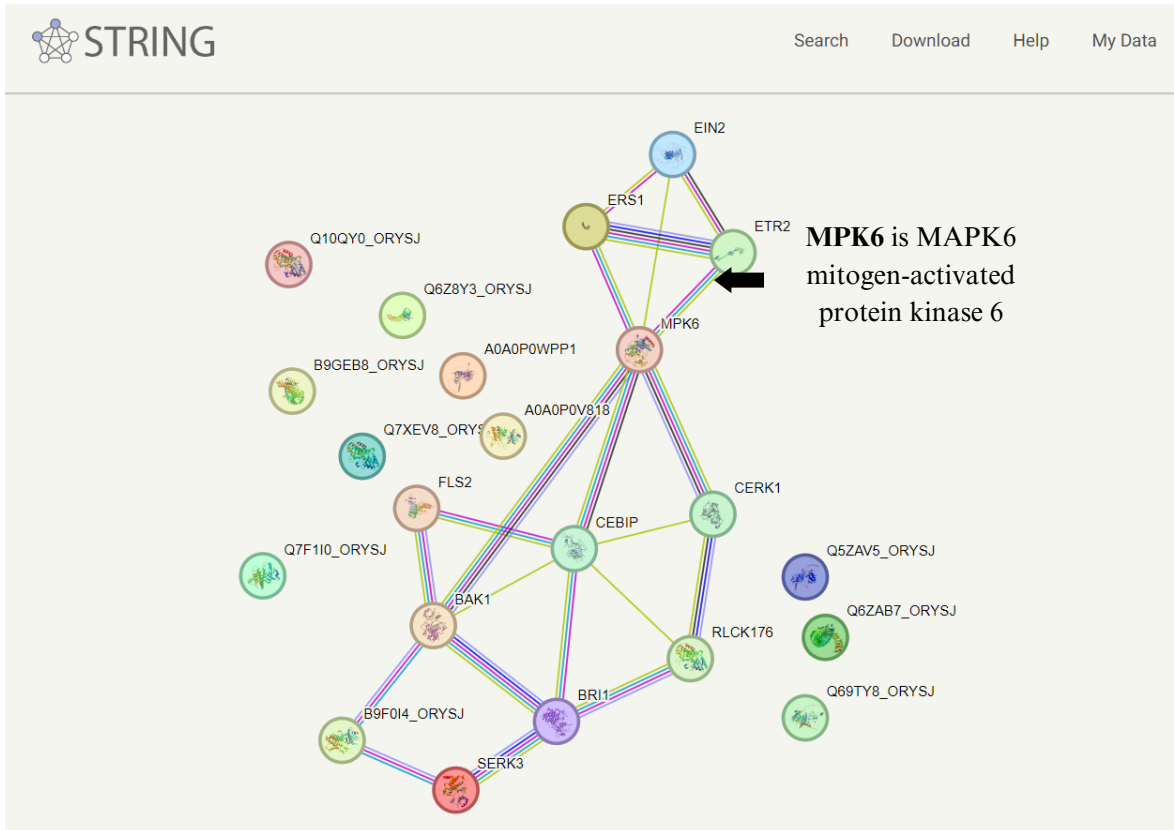 STRING
Search Download Help My Data
EIN2
ERS1
ETR2
MPK6 is MAPK6
mitogen-activated
protein kinase 6
Q10QY0_ORYSJ
Q6Z8Y3_ORYSJ
MPK6
A0A0P0WPP1
B9GEB8_ORYSJ
A0A0P0V818
Q7XEV8_ORYS
FLS2
CERK1
CEBIP
Q7F1I0_ORYSJ
Q5ZAV5_ORYSJ
BAK1
Q6ZAB7_ORYSJ
RLCK176
Q69TY8_ORYSJ
BRI1
B9F0I4_ORYSJ
SERK3